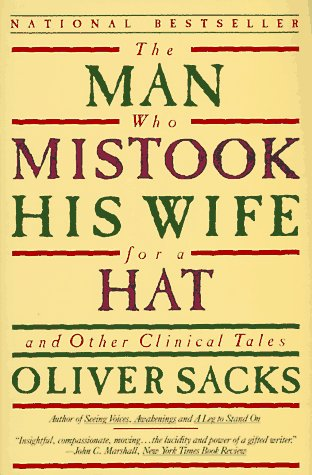 NATIONAL BESTSELLER
The
MAN
Who
MISTOOK
HIS WIFE
for a
HAT
and Other Clinical Tales
OLIVER SACKS
Author of Seeing Voices, Awakenings and A Leg to Stand On
"Insightful, compassionate, moving...the lucidity and power of a gifted writer."
—John C. Marshall, New York Times Book Review